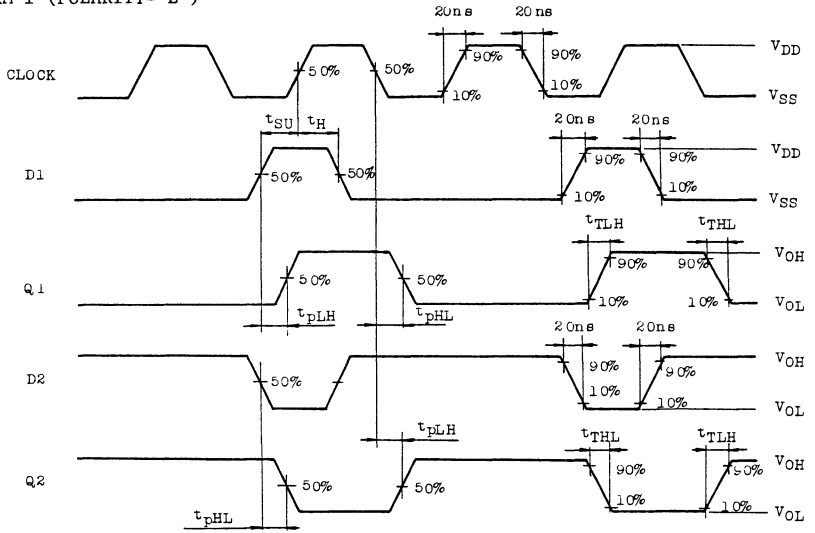 (POLARITY= "L")
20ns 20ns
CLOCK 50% 50% 90% 90% VDD
10% 10% VSS
tSU tH 20ns 20ns
D1 50% 50% 90% 90% VDD
10% 10% VSS
tTLH tTHL
Q1 50% 50% 90% 90% VOH
10% 10% VOL
tpLH tpHL 20ns 20ns
D2 50% 90% 90% VOH
10% 10% VOL
tpLH tTHL tTLH
Q2 50% 50% 90% 90% VOH
10% 10% VOL
tpHL